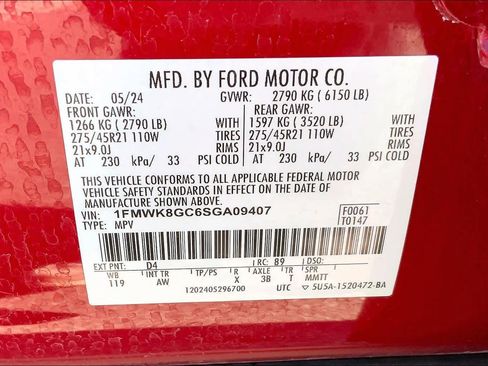 MFD. BY FORD MOTOR CO.
DATE: 05/24 GVWR: 2790 KG ( 6150 LB)
FRONT GAWR: REAR GAWR:
1266 KG ( 2790 LB) WITH 1597 KG ( 3520 LB) WITH
275/45R21 110W TIRES 275/45R21 110W TIRES
21x9.0J RIMS 21x9.0J RIMS
AT 230 kPa/ 33 PSI COLD AT 230 kPa/ 33 PSI COLD
THIS VEHICLE CONFORMS TO ALL APPLICABLE FEDERAL MOTOR
VEHICLE SAFETY STANDARDS IN EFFECT ON THE DATE OF
MANUFACTURE SHOWN ABOVE.
VIN: 1FMWK8GC6SGA09407 F0061
TYPE: MPV T0147
EXT PNT: D4 RC: 89 DSO:
WB INT TR TP/PS R AXLE TR SPR
119 AW X 3B T MMTT
1202405296700 UTC ▽ 5U5A-1520472-BA